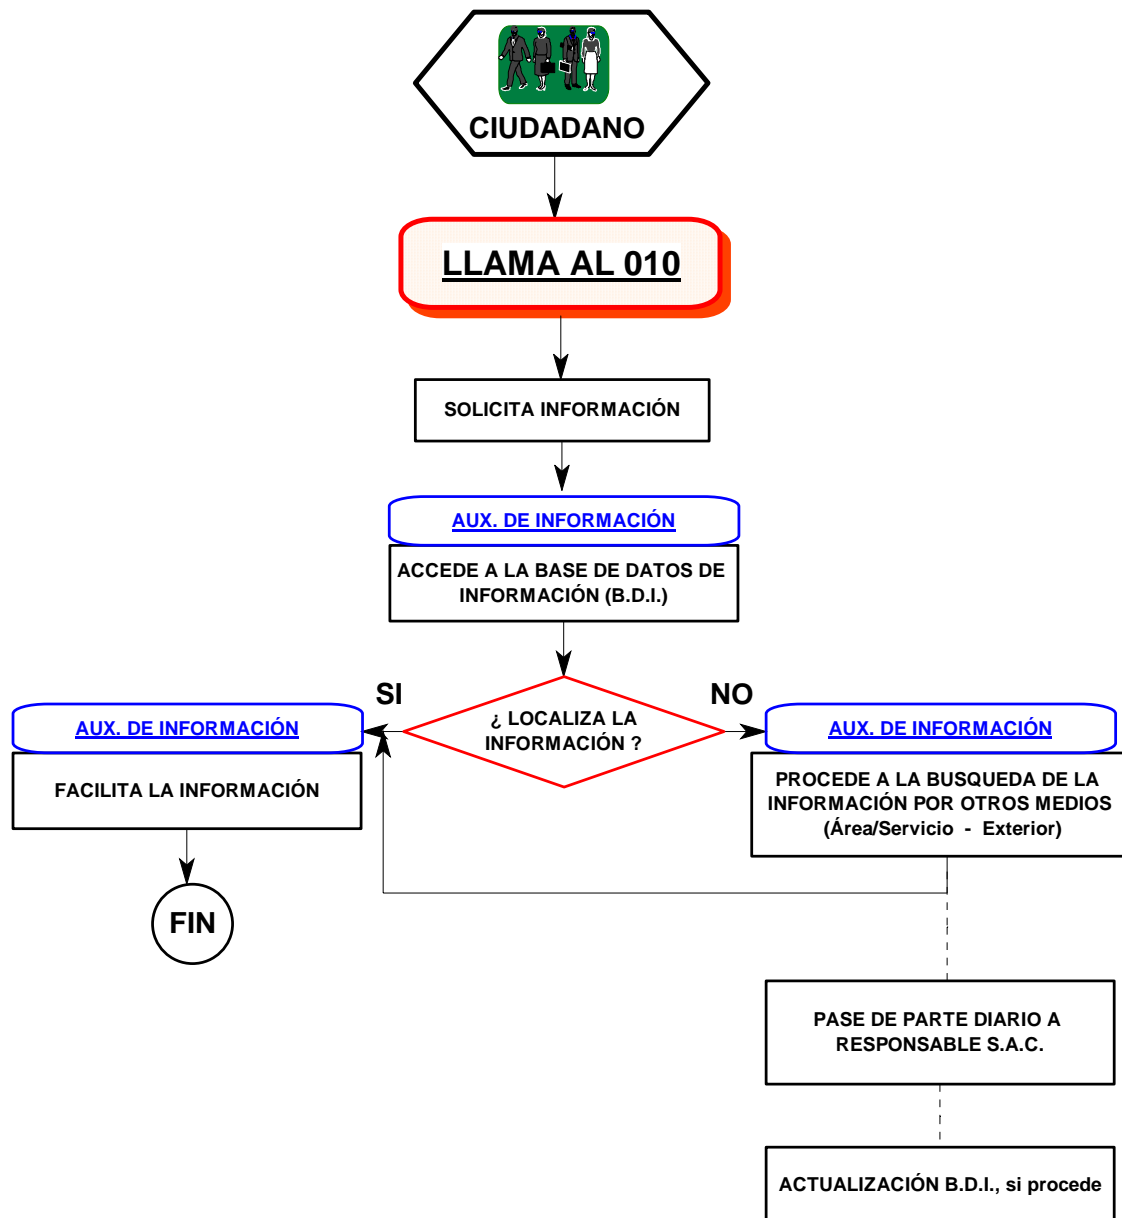 CIUDADANO
LLAMA AL 010
SOLICITA INFORMACIÓN
AUX. DE INFORMACIÓN
ACCEDE A LA BASE DE DATOS DE
INFORMACIÓN (B.D.I.)
SI
NO
¿ LOCALIZA LA
INFORMACIÓN ?
AUX. DE INFORMACIÓN
FACILITA LA INFORMACIÓN
FIN
AUX. DE INFORMACIÓN
PROCEDE A LA BUSQUEDA DE LA
INFORMACIÓN POR OTROS MEDIOS
(Área/Servicio - Exterior)
PASE DE PARTE DIARIO A
RESPONSABLE S.A.C.
ACTUALIZACIÓN B.D.I., si procede